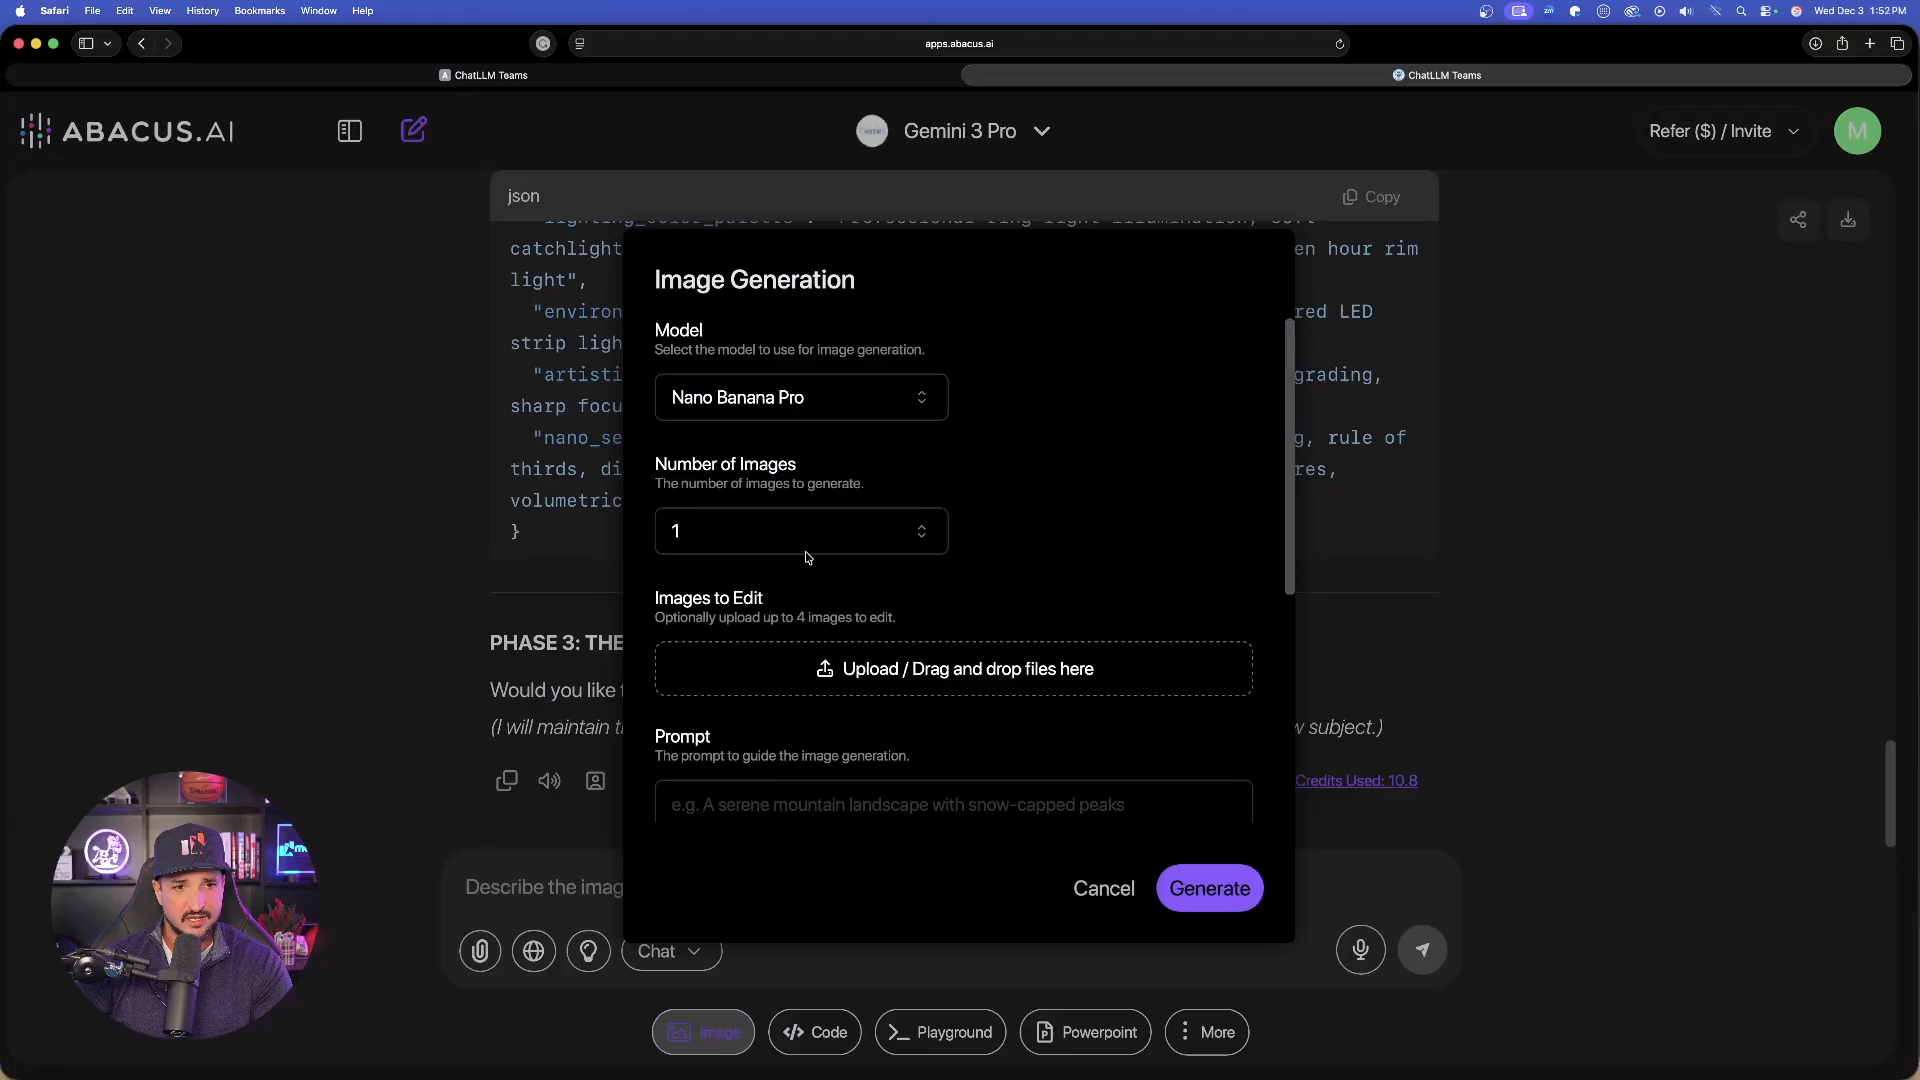 Safari File Edit View History Bookmarks Window Help
Wed Dec 3 1:52 PM
apps.abacus.ai
ChatLLM Teams
ChatLLM Teams
ABACUS.AI
Gemini 3 Pro
Refer ($) / Invite
M
json
Copy
catchlight
en hour rim
light",
"environ
red LED
strip ligh
"artisti
grading,
sharp focu
"nano_se
g, rule of
thirds, di
res,
volumetric
}
Image Generation
Model
Select the model to use for image generation.
Nano Banana Pro
Number of Images
The number of images to generate.
1
Images to Edit
Optionally upload up to 4 images to edit.
Upload / Drag and drop files here
Prompt
The prompt to guide the image generation.
e.g. A serene mountain landscape with snow-capped peaks
Cancel
Generate
PHASE 3: THE
Would you like
(I will maintain t
w subject.)
Credits Used: 10.8
Describe the imag
Chat
Image
Code
Playground
Powerpoint
More